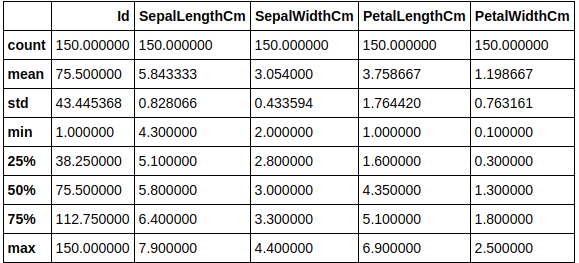 Id SepalLengthCm SepalWidthCm PetalLengthCm PetalWidthCm
count 150.000000 150.000000 150.000000 150.000000 150.000000
mean 75.500000 5.843333 3.054000 3.758667 1.198667
std 43.445368 0.828066 0.433594 1.764420 0.763161
min 1.000000 4.300000 2.000000 1.000000 0.100000
25% 38.250000 5.100000 2.800000 1.600000 0.300000
50% 75.500000 5.800000 3.000000 4.350000 1.300000
75% 112.750000 6.400000 3.300000 5.100000 1.800000
max 150.000000 7.900000 4.400000 6.900000 2.500000